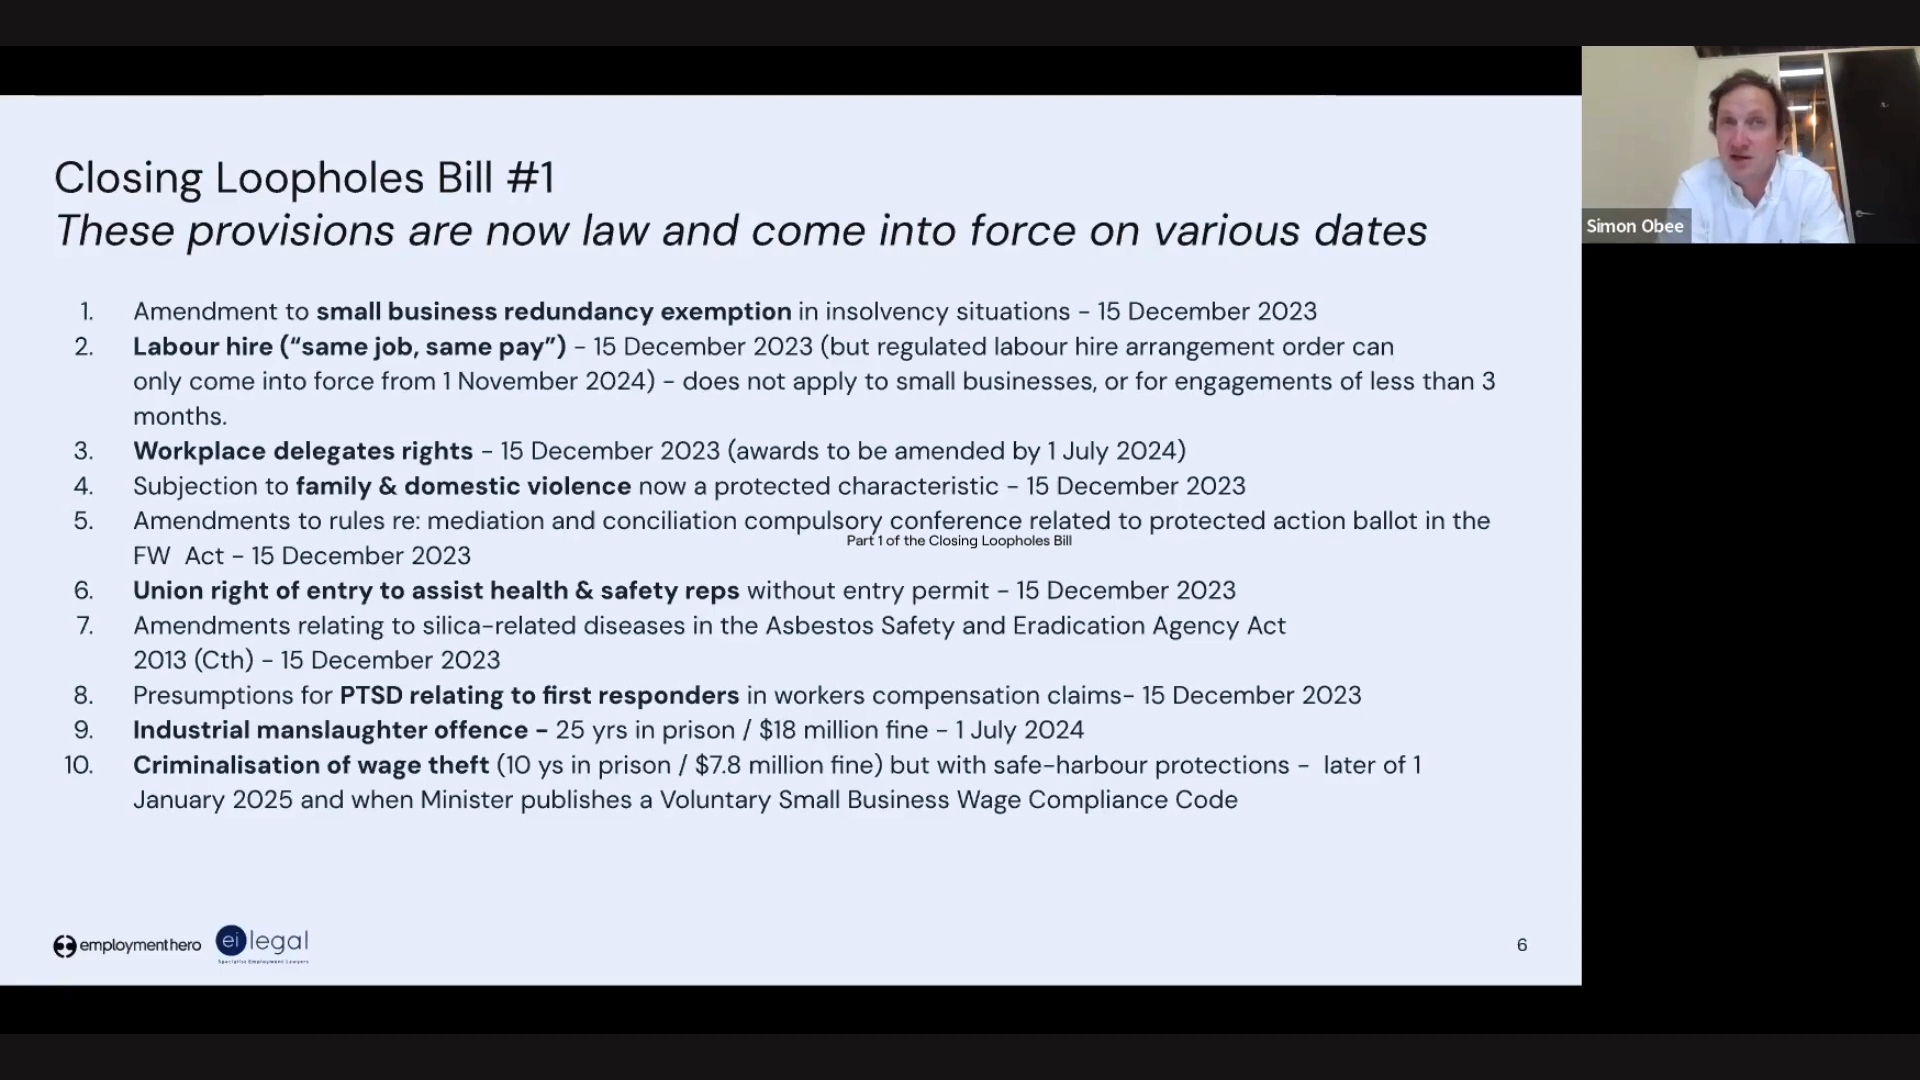 Closing Loopholes Bill #1
These provisions are now law and come into force on various dates
Simon Obee
1. Amendment to small business redundancy exemption in insolvency situations – 15 December 2023
2. Labour hire (“same job, same pay”) – 15 December 2023 (but regulated labour hire arrangement order can
only come into force from 1 November 2024) – does not apply to small businesses, or for engagements of less than 3
months.
3. Workplace delegates rights – 15 December 2023 (awards to be amended by 1 July 2024)
4. Subjection to family & domestic violence now a protected characteristic – 15 December 2023
5. Amendments to rules re: mediation and conciliation compulsory conference related to protected action ballot in the
Part 1 of the Closing Loopholes Bill
FW Act – 15 December 2023
6. Union right of entry to assist health & safety reps without entry permit – 15 December 2023
7. Amendments relating to silica-related diseases in the Asbestos Safety and Eradication Agency Act
2013 (Cth) – 15 December 2023
8. Presumptions for PTSD relating to first responders in workers compensation claims– 15 December 2023
9. Industrial manslaughter offence – 25 yrs in prison / $18 million fine – 1 July 2024
10. Criminalisation of wage theft (10 ys in prison / $7.8 million fine) but with safe-harbour protections – later of 1
January 2025 and when Minister publishes a Voluntary Small Business Wage Compliance Code
employmenthero
ei legal
Specialist Employment Lawyers
6